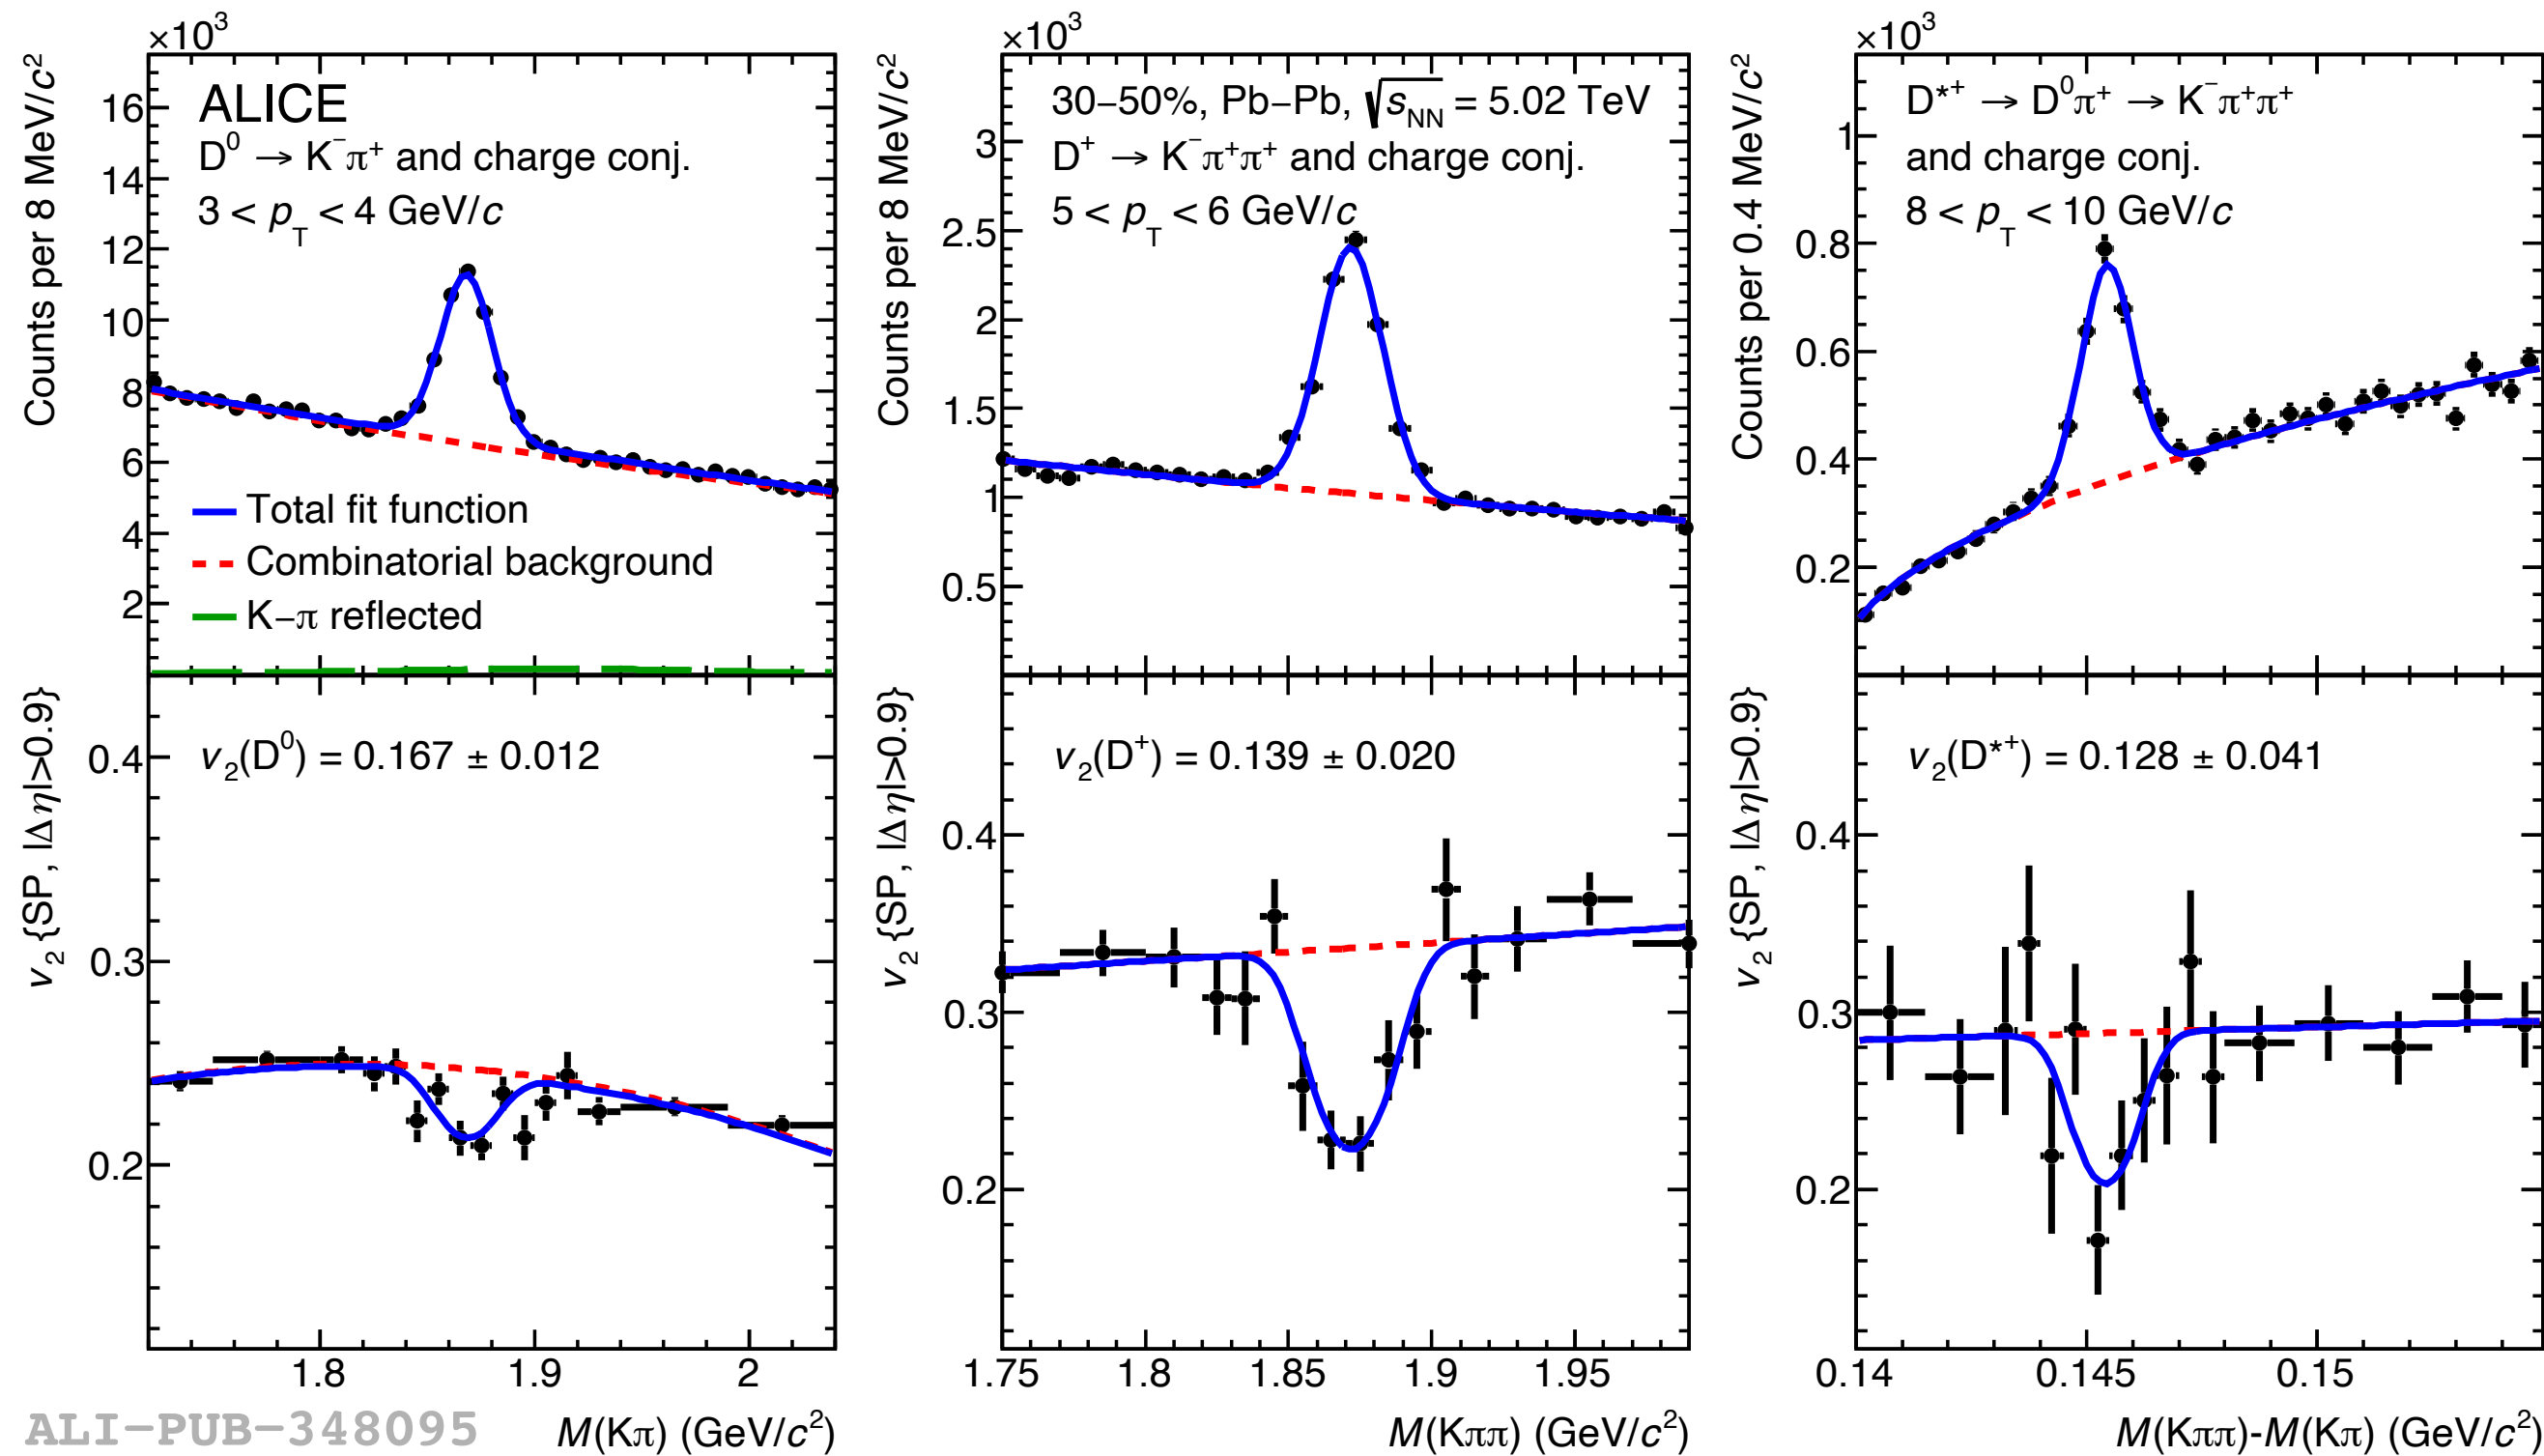 ×10³
Counts per 8 MeV/c²
16
14
12
10
8
6
4
2
ALICE
D⁰ → K⁻π⁺ and charge conj.
3 < p_T < 4 GeV/c
Total fit function
Combinatorial background
K−π reflected
×10³
Counts per 8 MeV/c²
3
2.5
2
1.5
1
0.5
30−50%, Pb−Pb, √s_NN = 5.02 TeV
D⁺ → K⁻π⁺π⁺ and charge conj.
5 < p_T < 6 GeV/c
×10³
Counts per 0.4 MeV/c²
1
0.8
0.6
0.4
0.2
D*⁺ → D⁰π⁺ → K⁻π⁺π⁺
and charge conj.
8 < p_T < 10 GeV/c
v₂{SP, |Δη|>0.9}
0.4
0.3
0.2
v₂(D⁰) = 0.167 ± 0.012
1.8 1.9 2
M(Kπ) (GeV/c²)
v₂{SP, |Δη|>0.9}
0.4
0.3
0.2
v₂(D⁺) = 0.139 ± 0.020
1.75 1.8 1.85 1.9 1.95
M(Kππ) (GeV/c²)
v₂{SP, |Δη|>0.9}
0.4
0.3
0.2
v₂(D*⁺) = 0.128 ± 0.041
0.14 0.145 0.15
M(Kππ)-M(Kπ) (GeV/c²)
ALI−PUB−348095